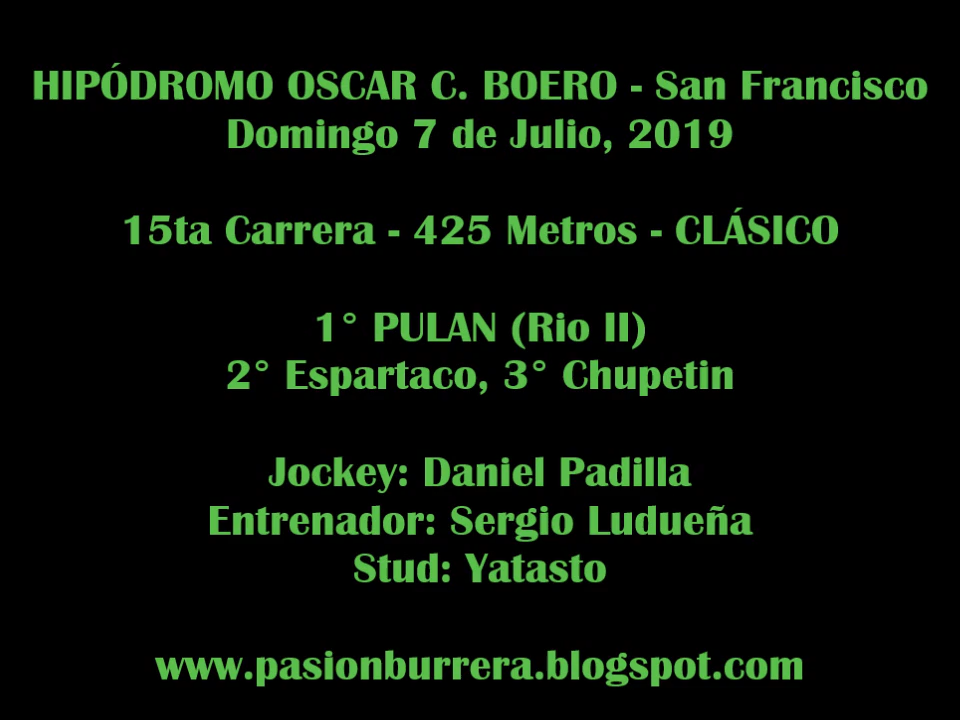 HIPÓDROMO OSCAR C. BOERO - San Francisco
Domingo 7 de Julio, 2019
15ta Carrera - 425 Metros - CLÁSICO
1° PULAN (Rio II)
2° Espartaco, 3° Chupetin
Jockey: Daniel Padilla
Entrenador: Sergio Ludueña
Stud: Yatasto
www.pasionburrera.blogspot.com